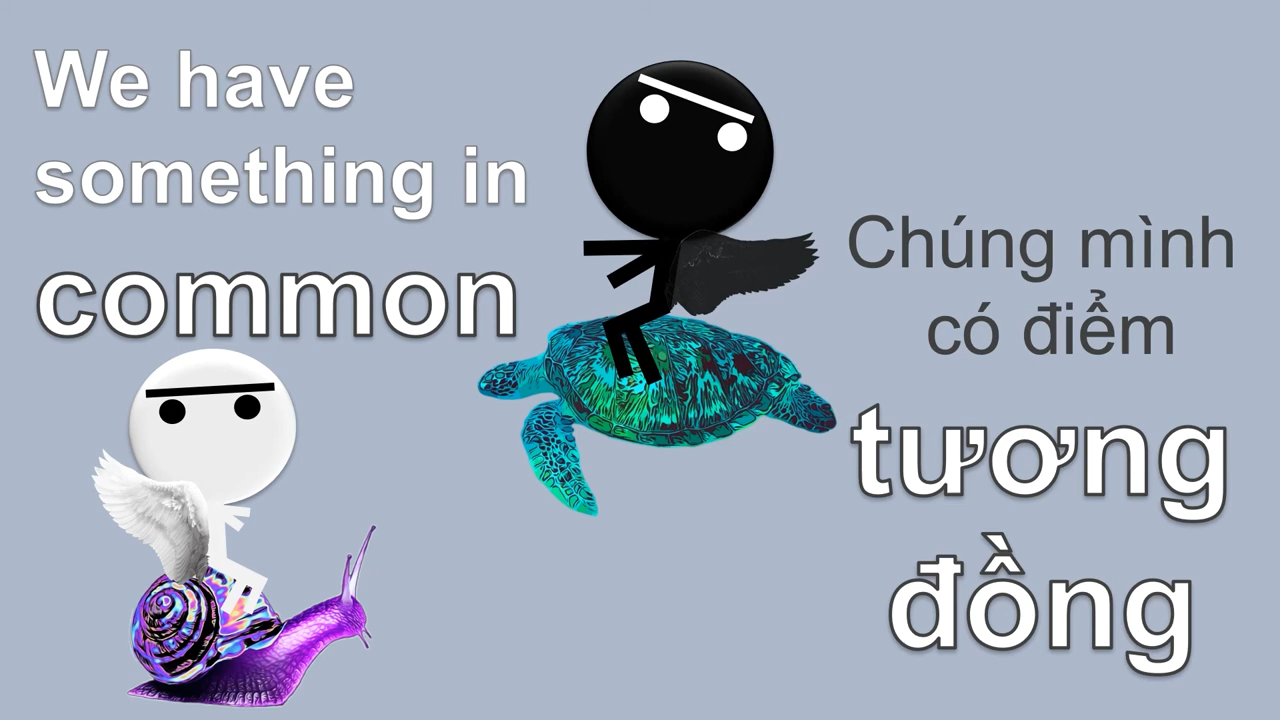 We have
something in
common
Chúng mình
có điểm
tương
đồng